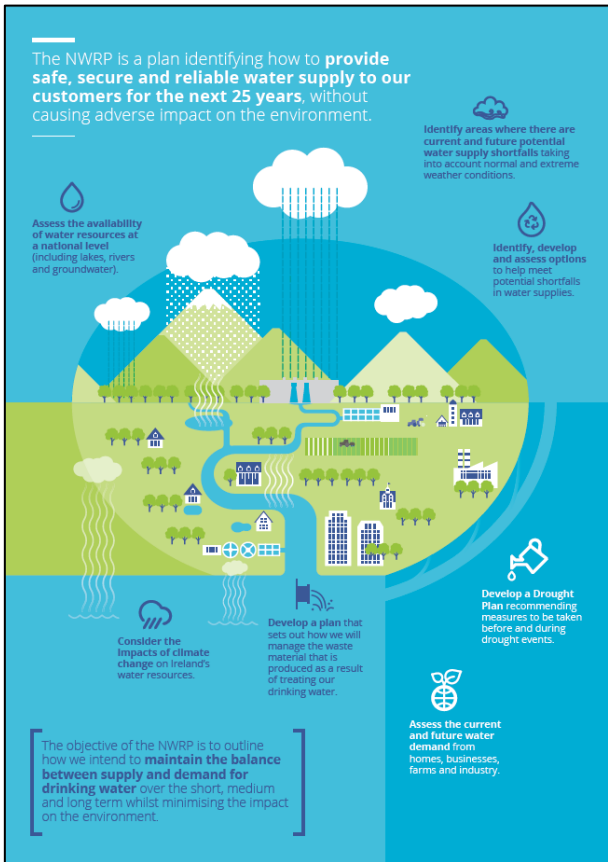 The NWRP is a plan identifying how to provide
safe, secure and reliable water supply to our
customers for the next 25 years, without
causing adverse impact on the environment.
Identify areas where there are
current and future potential
water supply shortfalls taking
into account normal and extreme
weather conditions.
Assess the availability
of water resources at
a national level
(including lakes, rivers
and groundwater).
Identify, develop
and assess options
to help meet
potential shortfalls
in water supplies.
Develop a Drought
Plan recommending
measures to be taken
before and during
drought events.
Consider the
Impacts of climate
change on Ireland's
water resources.
Develop a plan that
sets out how we will
manage the waste
material that is
produced as a result
of treating our
drinking water.
Assess the current
and future water
demand from
homes, businesses,
farms and industry.
The objective of the NWRP is to outline
how we intend to maintain the balance
between supply and demand for
drinking water over the short, medium
and long term whilst minimising the impact
on the environment.